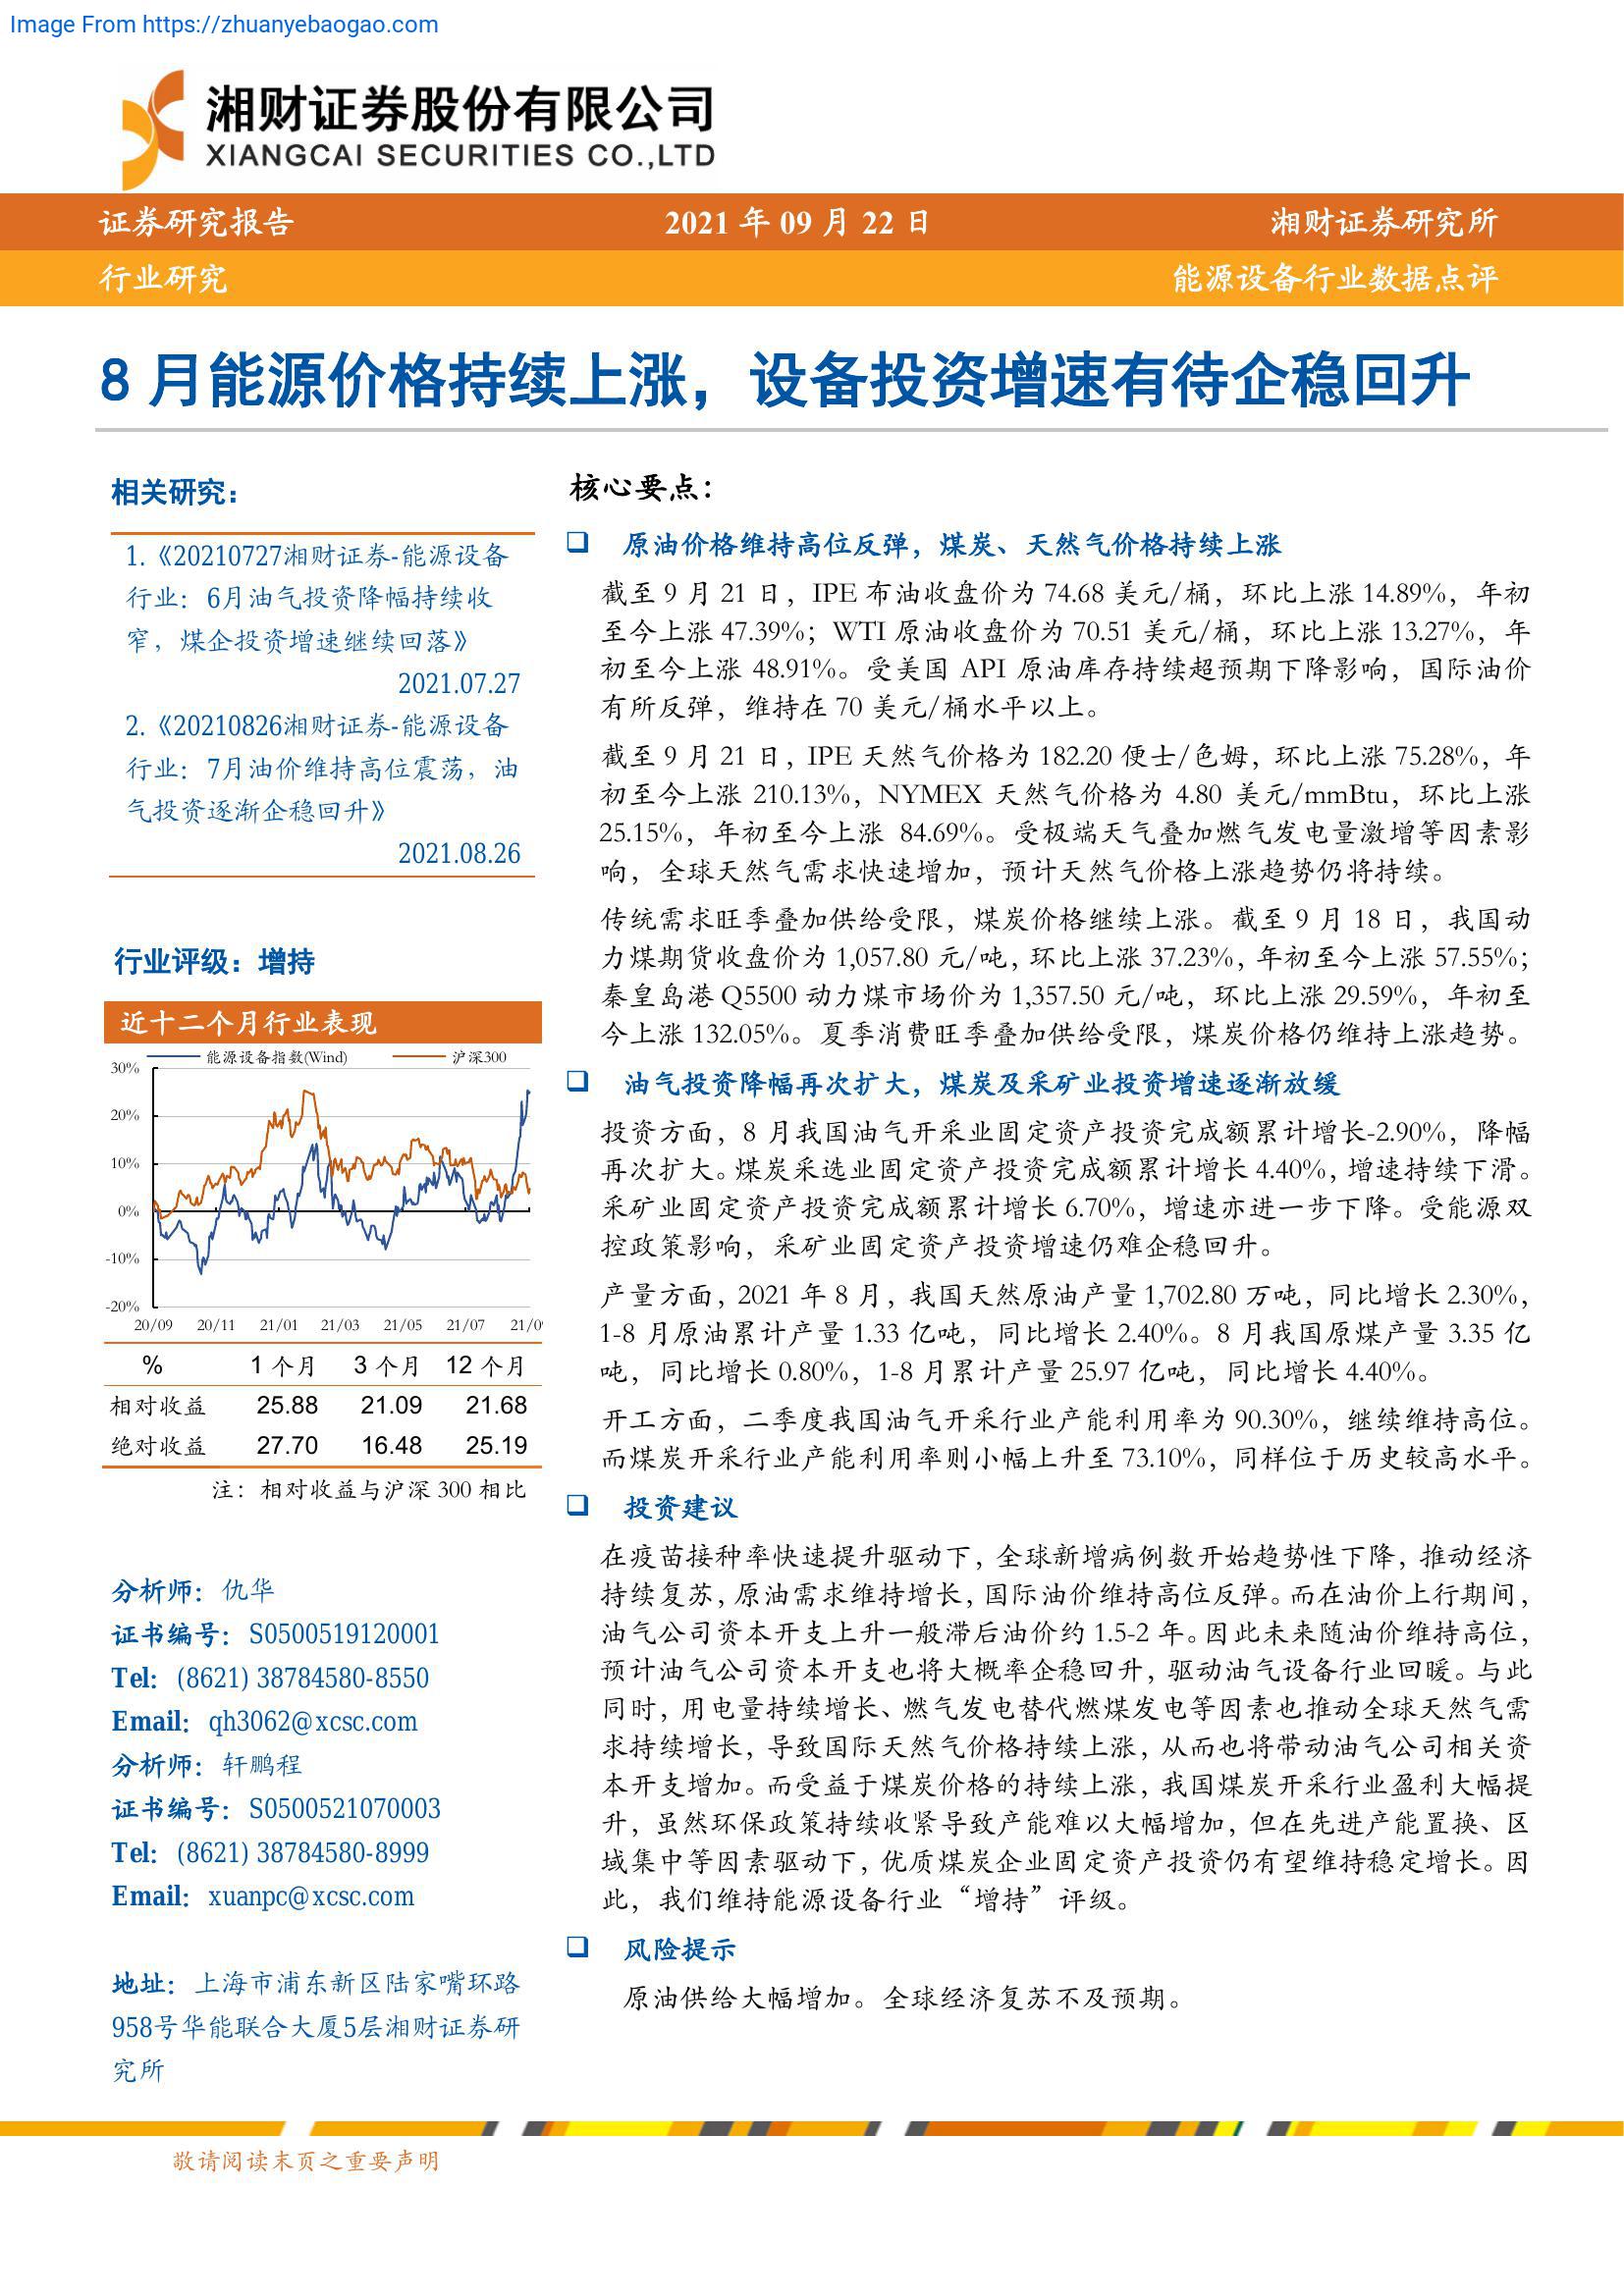 Image From https://zhuanyebaogao.com
湘财证券股份有限公司
XIANGCAI SECURITIES CO.,LTD
证券研究报告 2021 年 09 月 22 日 湘财证券研究所
行业研究 能源设备行业数据点评
8 月能源价格持续上涨，设备投资增速有待企稳回升
相关研究：
1.《20210727湘财证券-能源设备
行业：6月油气投资降幅持续收
窄，煤企投资增速继续回落》
2021.07.27
2.《20210826湘财证券-能源设备
行业：7月油价维持高位震荡，油
气投资逐渐企稳回升》
2021.08.26
行业评级：增持
近十二个月行业表现
能源设备指数(Wind) 沪深300
30%
20%
10%
0%
-10%
-20%
20/09 20/11 21/01 21/03 21/05 21/07 21/0
% 1 个月 3 个月 12 个月
相对收益 25.88 21.09 21.68
绝对收益 27.70 16.48 25.19
注：相对收益与沪深 300 相比
分析师：仇华
证书编号：S0500519120001
Tel：(8621) 38784580-8550
Email：qh3062@xcsc.com
分析师：轩鹏程
证书编号：S0500521070003
Tel：(8621) 38784580-8999
Email：xuanpc@xcsc.com
地址：上海市浦东新区陆家嘴环路
958号华能联合大厦5层湘财证券研
究所
核心要点：
❑ 原油价格维持高位反弹，煤炭、天然气价格持续上涨
截至 9 月 21 日，IPE 布油收盘价为 74.68 美元/桶，环比上涨 14.89%，年初
至今上涨 47.39%；WTI 原油收盘价为 70.51 美元/桶，环比上涨 13.27%，年
初至今上涨 48.91%。受美国 API 原油库存持续超预期下降影响，国际油价
有所反弹，维持在 70 美元/桶水平以上。
截至 9 月 21 日，IPE 天然气价格为 182.20 便士/色姆，环比上涨 75.28%，年
初至今上涨 210.13%，NYMEX 天然气价格为 4.80 美元/mmBtu，环比上涨
25.15%，年初至今上涨 84.69%。受极端天气叠加燃气发电量激增等因素影
响，全球天然气需求快速增加，预计天然气价格上涨趋势仍将持续。
传统需求旺季叠加供给受限，煤炭价格继续上涨。截至 9 月 18 日，我国动
力煤期货收盘价为 1,057.80 元/吨，环比上涨 37.23%，年初至今上涨 57.55%；
秦皇岛港 Q5500 动力煤市场价为 1,357.50 元/吨，环比上涨 29.59%，年初至
今上涨 132.05%。夏季消费旺季叠加供给受限，煤炭价格仍维持上涨趋势。
❑ 油气投资降幅再次扩大，煤炭及采矿业投资增速逐渐放缓
投资方面，8 月我国油气开采业固定资产投资完成额累计增长-2.90%，降幅
再次扩大。煤炭采选业固定资产投资完成额累计增长 4.40%，增速持续下滑。
采矿业固定资产投资完成额累计增长 6.70%，增速亦进一步下降。受能源双
控政策影响，采矿业固定资产投资增速仍难企稳回升。
产量方面，2021 年 8 月，我国天然原油产量 1,702.80 万吨，同比增长 2.30%，
1-8 月原油累计产量 1.33 亿吨，同比增长 2.40%。8 月我国原煤产量 3.35 亿
吨，同比增长 0.80%，1-8 月累计产量 25.97 亿吨，同比增长 4.40%。
开工方面，二季度我国油气开采行业产能利用率为 90.30%，继续维持高位。
而煤炭开采行业产能利用率则小幅上升至 73.10%，同样位于历史较高水平。
❑ 投资建议
在疫苗接种率快速提升驱动下，全球新增病例数开始趋势性下降，推动经济
持续复苏，原油需求维持增长，国际油价维持高位反弹。而在油价上行期间，
油气公司资本开支上升一般滞后油价约 1.5-2 年。因此未来随油价维持高位，
预计油气公司资本开支也将大概率企稳回升，驱动油气设备行业回暖。与此
同时，用电量持续增长、燃气发电替代燃煤发电等因素也推动全球天然气需
求持续增长，导致国际天然气价格持续上涨，从而也将带动油气公司相关资
本开支增加。而受益于煤炭价格的持续上涨，我国煤炭开采行业盈利大幅提
升，虽然环保政策持续收紧导致产能难以大幅增加，但在先进产能置换、区
域集中等因素驱动下，优质煤炭企业固定资产投资仍有望维持稳定增长。因
此，我们维持能源设备行业“增持”评级。
❑ 风险提示
原油供给大幅增加。全球经济复苏不及预期。
敬请阅读末页之重要声明